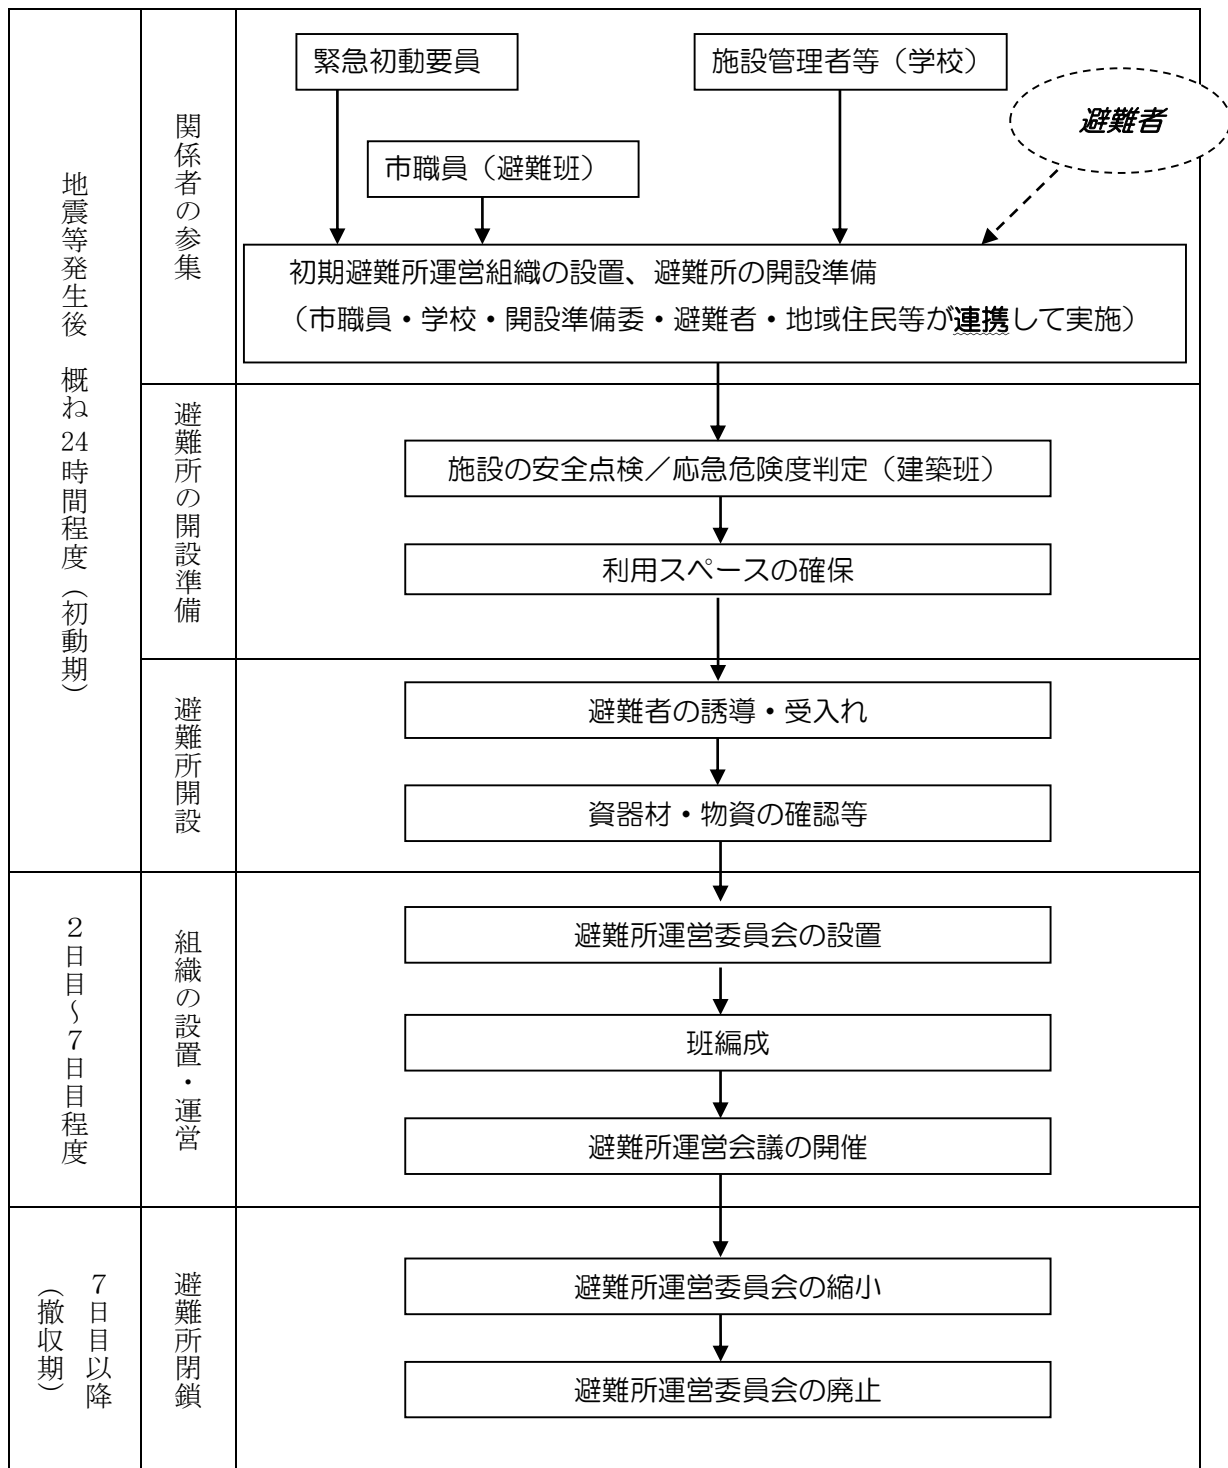 地震等発生後　概ね24時間程度（初動期）
関係者の参集
緊急初動要員
施設管理者等（学校）
避難者
市職員（避難班）
初期避難所運営組織の設置、避難所の開設準備
（市職員・学校・開設準備委・避難者・地域住民等が連携して実施）
避難所の開設準備
施設の安全点検／応急危険度判定（建築班）
利用スペースの確保
避難所開設
避難者の誘導・受入れ
資器材・物資の確認等
２日目～７日目程度
組織の設置・運営
避難所運営委員会の設置
班編成
避難所運営会議の開催
７日目以降
（撤収期）
避難所閉鎖
避難所運営委員会の縮小
避難所運営委員会の廃止